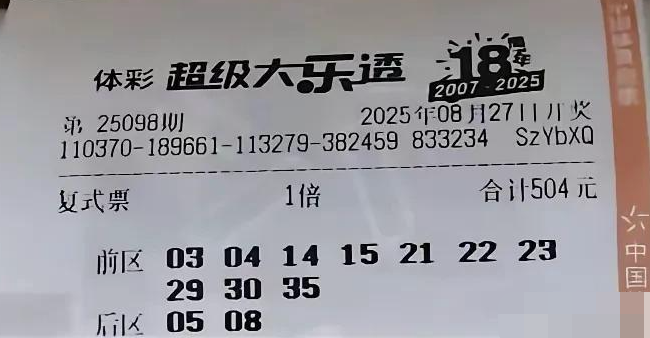 体彩 超级大乐透 18年
2007-2025
第 25098期 2025年08月27日开奖
110370-189661-113279-382459 833234 SzYbXQ
复式票 1倍 合计504元
前区 03 04 14 15 21 22 23
29 30 35
后区 05 08
中国